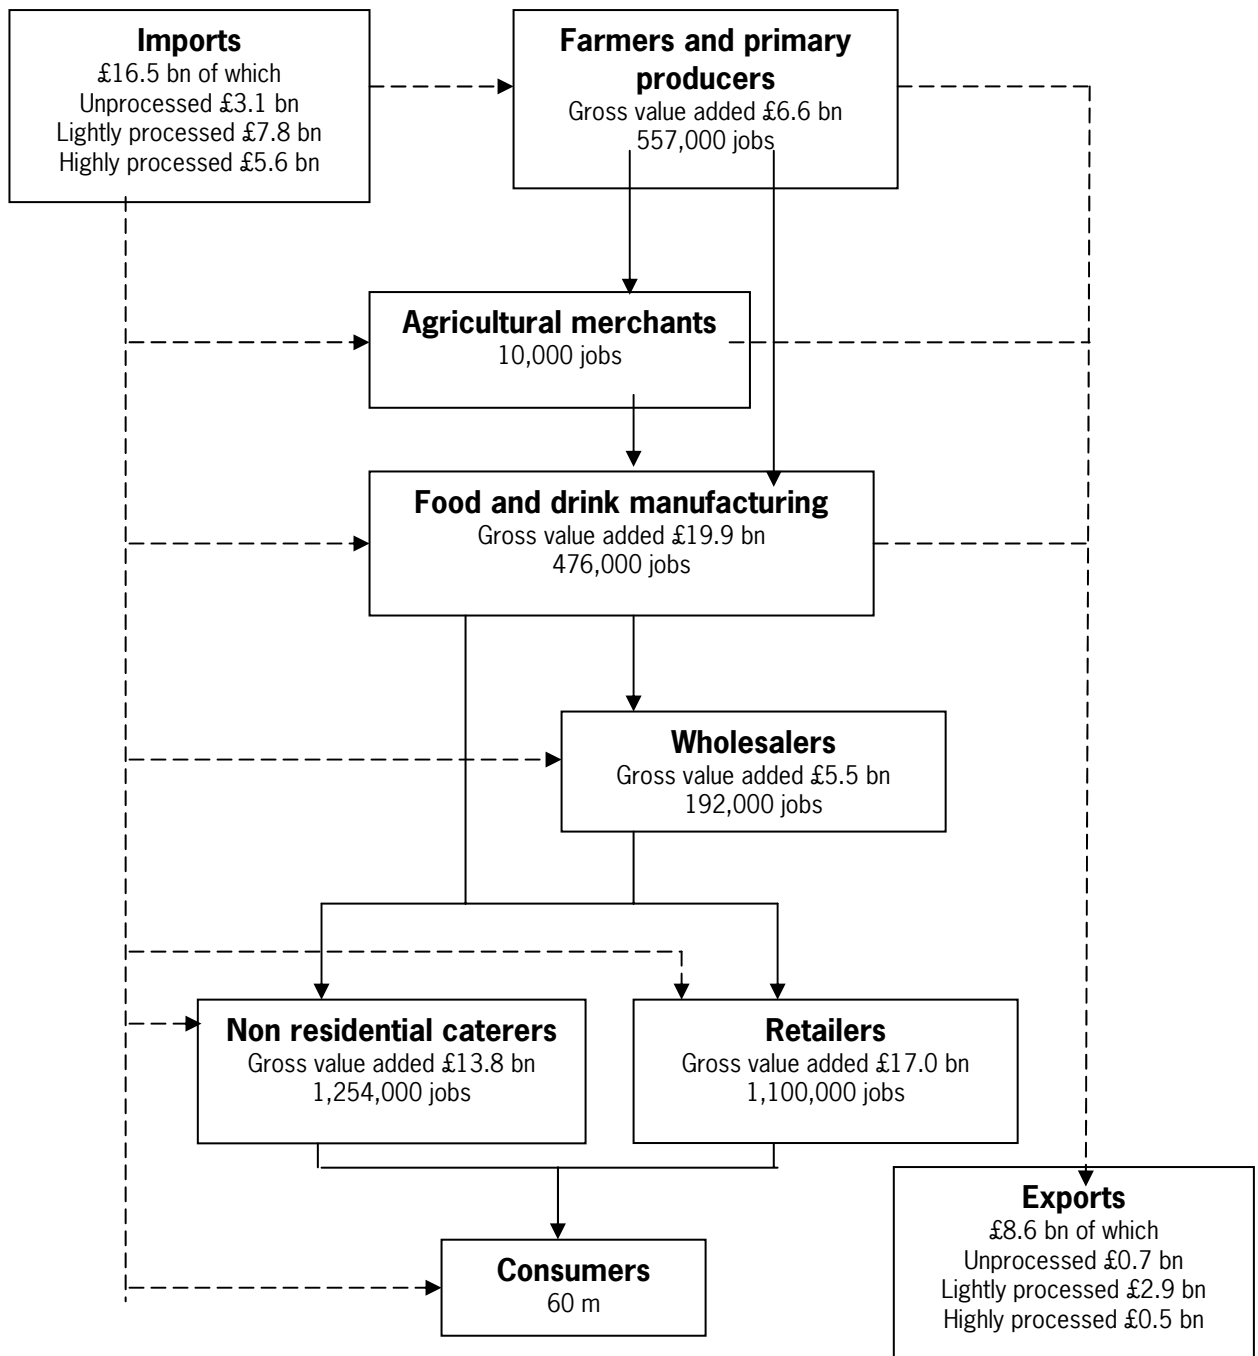 Imports
£16.5 bn of which
Unprocessed £3.1 bn
Lightly processed £7.8 bn
Highly processed £5.6 bn
Farmers and primary
producers
Gross value added £6.6 bn
557,000 jobs
Agricultural merchants
10,000 jobs
Food and drink manufacturing
Gross value added £19.9 bn
476,000 jobs
Wholesalers
Gross value added £5.5 bn
192,000 jobs
Non residential caterers
Gross value added £13.8 bn
1,254,000 jobs
Retailers
Gross value added £17.0 bn
1,100,000 jobs
Consumers
60 m
Exports
£8.6 bn of which
Unprocessed £0.7 bn
Lightly processed £2.9 bn
Highly processed £0.5 bn